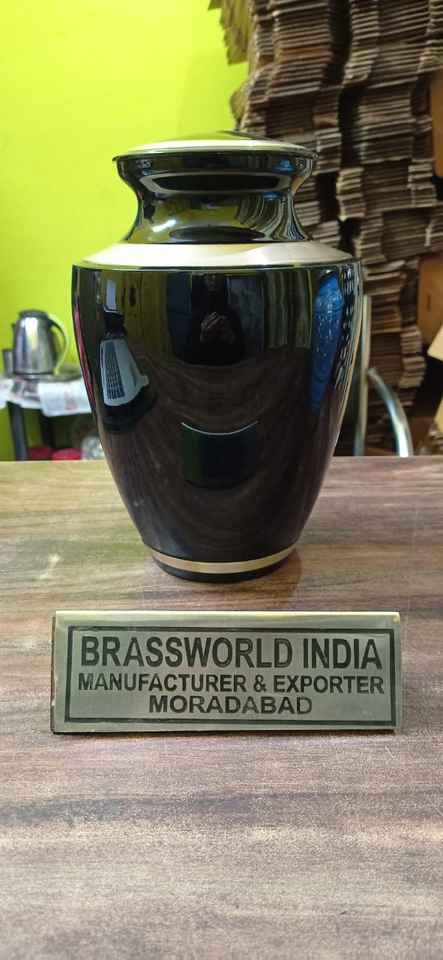 BRASSWORLD INDIA
MANUFACTURER & EXPORTER
MORADABAD